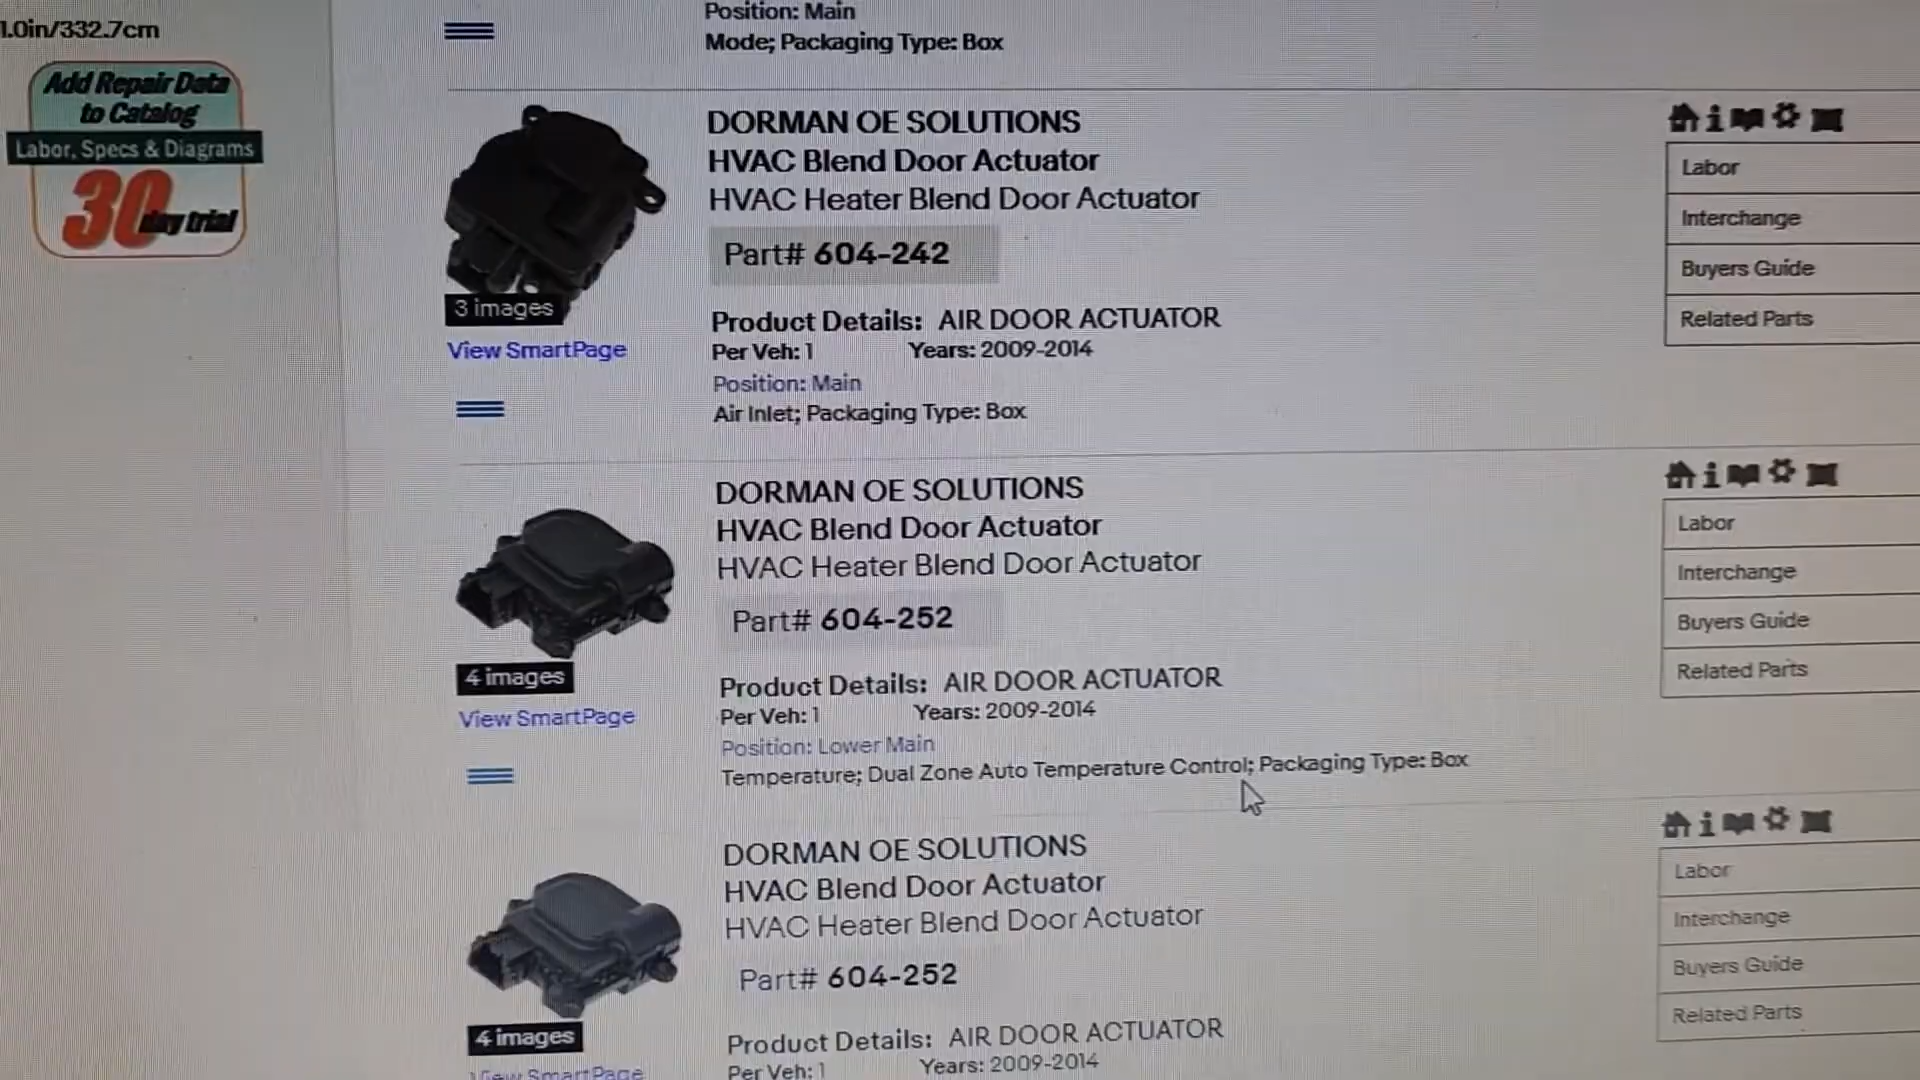 1.0in/332.7cm
Add Repair Data
to Catalog
Labor, Specs & Diagrams
30 day trial
Position: Main
Mode; Packaging Type: Box
DORMAN OE SOLUTIONS
HVAC Blend Door Actuator
HVAC Heater Blend Door Actuator
Part# 604-242
3 images
View SmartPage
Product Details: AIR DOOR ACTUATOR
Per Veh: 1 Years: 2009-2014
Position: Main
Air Inlet; Packaging Type: Box
Labor
Interchange
Buyers Guide
Related Parts
DORMAN OE SOLUTIONS
HVAC Blend Door Actuator
HVAC Heater Blend Door Actuator
Part# 604-252
4 images
View SmartPage
Product Details: AIR DOOR ACTUATOR
Per Veh: 1 Years: 2009-2014
Position: Lower Main
Temperature; Dual Zone Auto Temperature Control; Packaging Type: Box
Labor
Interchange
Buyers Guide
Related Parts
DORMAN OE SOLUTIONS
HVAC Blend Door Actuator
HVAC Heater Blend Door Actuator
Part# 604-252
4 images
View SmartPage
Product Details: AIR DOOR ACTUATOR
Per Veh: 1 Years: 2009-2014
Labor
Interchange
Buyers Guide
Related Parts